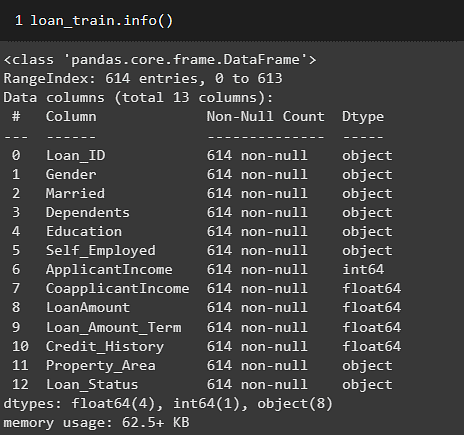 1 loan_train.info()
<class 'pandas.core.frame.DataFrame'>
RangeIndex: 614 entries, 0 to 613
Data columns (total 13 columns):
 #   Column             Non-Null Count  Dtype
---  ------             --------------  -----
 0   Loan_ID            614 non-null    object
 1   Gender             614 non-null    object
 2   Married            614 non-null    object
 3   Dependents         614 non-null    object
 4   Education          614 non-null    object
 5   Self_Employed      614 non-null    object
 6   ApplicantIncome    614 non-null    int64
 7   CoapplicantIncome  614 non-null    float64
 8   LoanAmount         614 non-null    float64
 9   Loan_Amount_Term   614 non-null    float64
 10  Credit_History     614 non-null    float64
 11  Property_Area      614 non-null    object
 12  Loan_Status        614 non-null    object
dtypes: float64(4), int64(1), object(8)
memory usage: 62.5+ KB